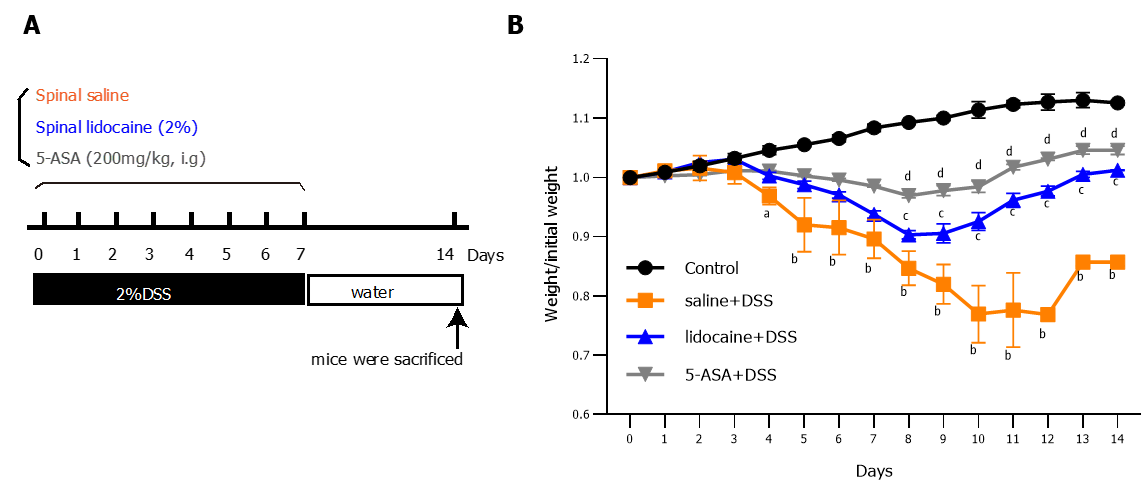 A
Spinal saline
Spinal lidocaine (2%)
5-ASA (200mg/kg, i.g)
0 1 2 3 4 5 6 7 14 Days
2%DSS water
mice were sacrificed
B
Weight/initial weight
1.2
1.1
1.0
0.9
0.8
0.7
0.6
d d d d d d d
c c c c c c c
a b b b b b b b b b b
Control
saline+DSS
lidocaine+DSS
5-ASA+DSS
0 1 2 3 4 5 6 7 8 9 10 11 12 13 14
Days